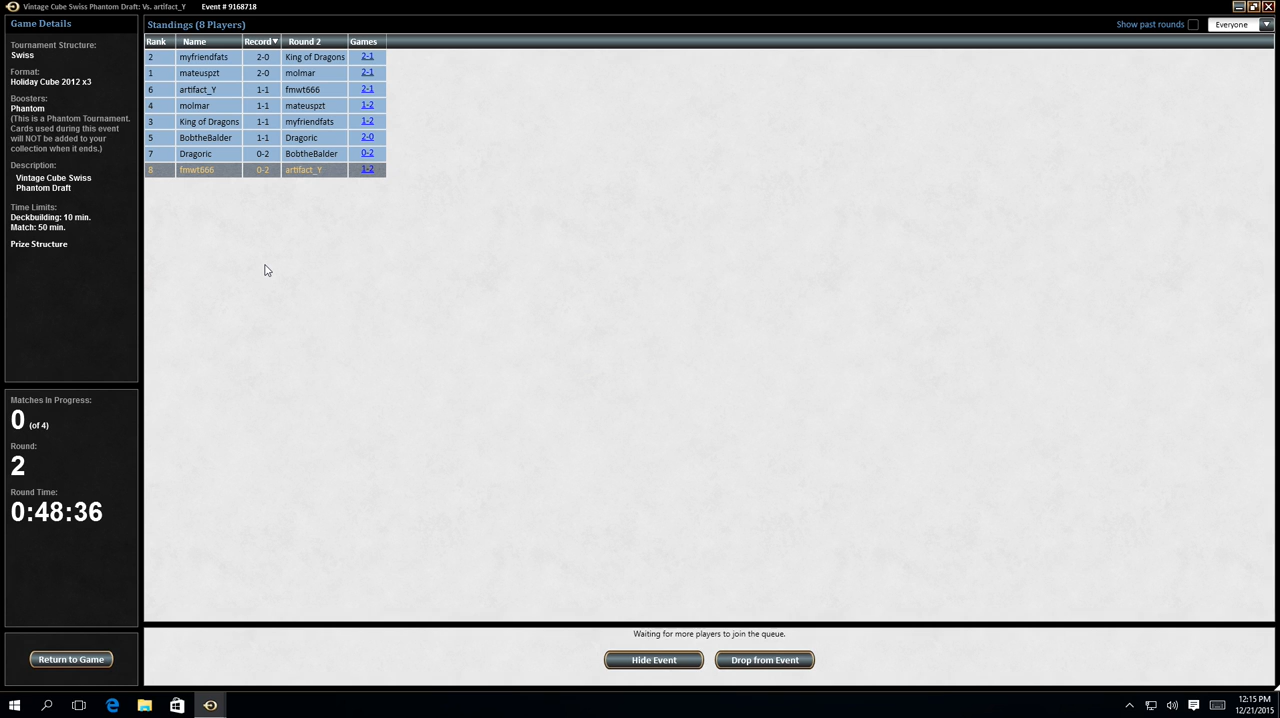 Vintage Cube Swiss Phantom Draft: Vs. artifact_Y Event # 9168718
Game Details
Tournament Structure:
Swiss
Format:
Holiday Cube 2012 x3
Boosters:
Phantom
(This is a Phantom Tournament.
Cards used during this event
will NOT be added to your
collection when it ends.)
Description:
Vintage Cube Swiss
Phantom Draft
Time Limits:
Deckbuilding: 10 min.
Match: 50 min.
Prize Structure
Matches In Progress:
0 (of 4)
Round:
2
Round Time:
0:48:36
Return to Game
Standings (8 Players) Show past rounds Everyone
Rank Name Record Round 2 Games
2 myfriendfats 2-0 King of Dragons 2-1
1 mateuspzt 2-0 molmar 2-1
6 artifact_Y 1-1 fmwt666 2-1
4 molmar 1-1 mateuspzt 1-2
3 King of Dragons 1-1 myfriendfats 1-2
5 BobtheBalder 1-1 Dragoric 2-0
7 Dragoric 0-2 BobtheBalder 0-2
8 fmwt666 0-2 artifact_Y 1-2
Waiting for more players to join the queue.
Hide Event Drop from Event
12:15 PM
12/21/2015